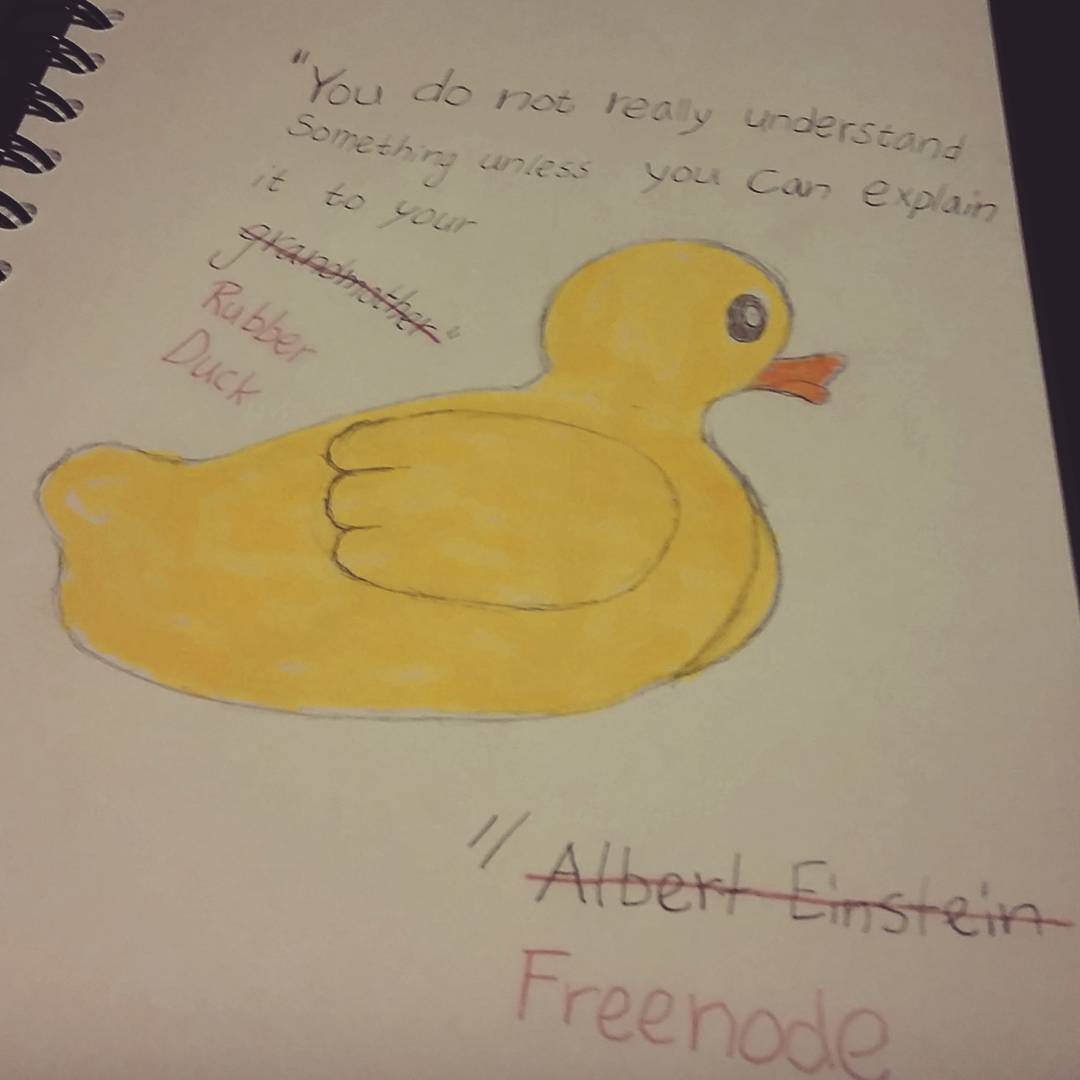 "You do not really understand
Something unless you Can explain
it to your
grandmother"
Rubber
Duck
// Albert Einstein
Freenode